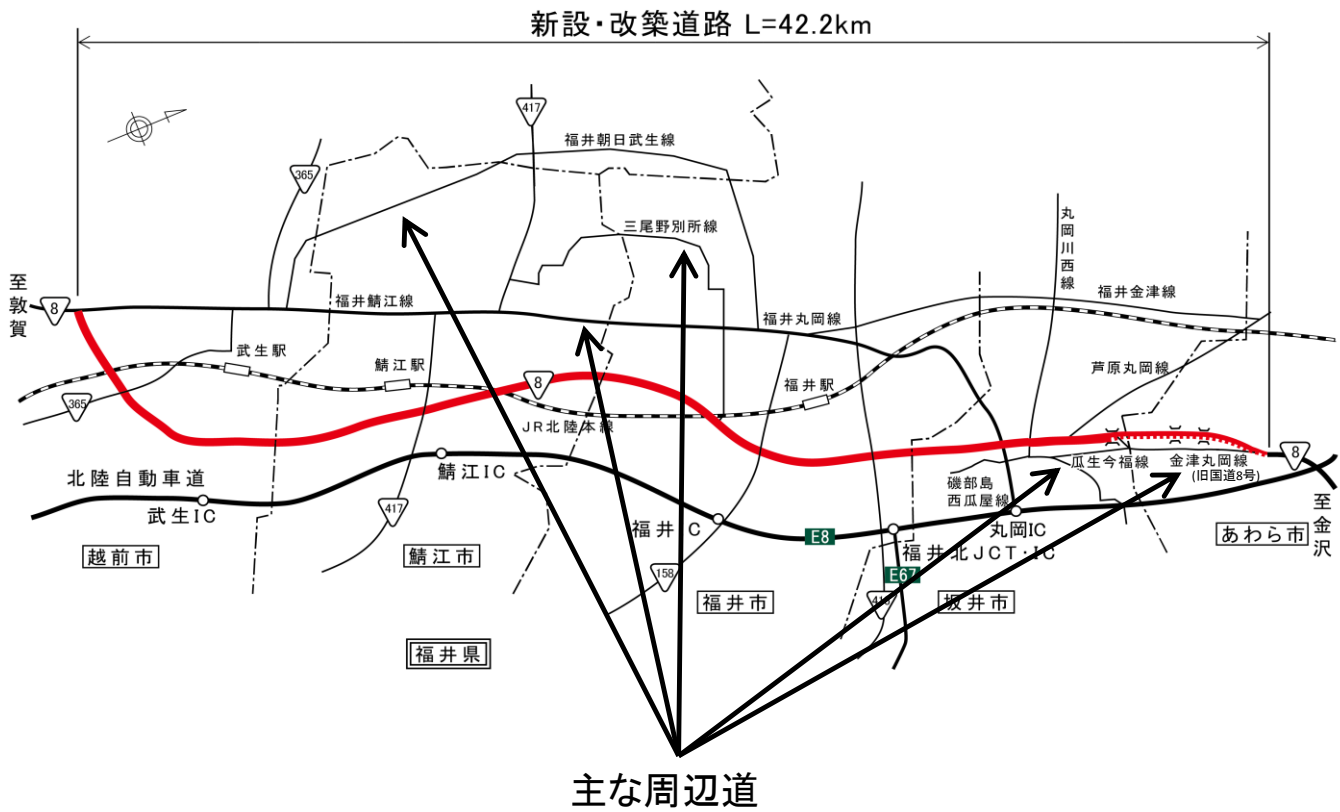 新設・改築道路 L=42.2km
417
福井朝日武生線
365
三尾野別所線
丸岡川西線
至敦賀
8
福井鯖江線
福井丸岡線
福井金津線
武生駅
鯖江駅
8
福井駅
芦原丸岡線
365
JR北陸本線
北陸自動車道
武生IC
鯖江IC
417
福井IC
158
E8
磯部島
西瓜屋線
瓜生今福線
金津丸岡線
(旧国道8号)
8
至金沢
丸岡IC
福井北JCT・IC
E67
越前市
鯖江市
福井市
坂井市
あわら市
福井県
主な周辺道